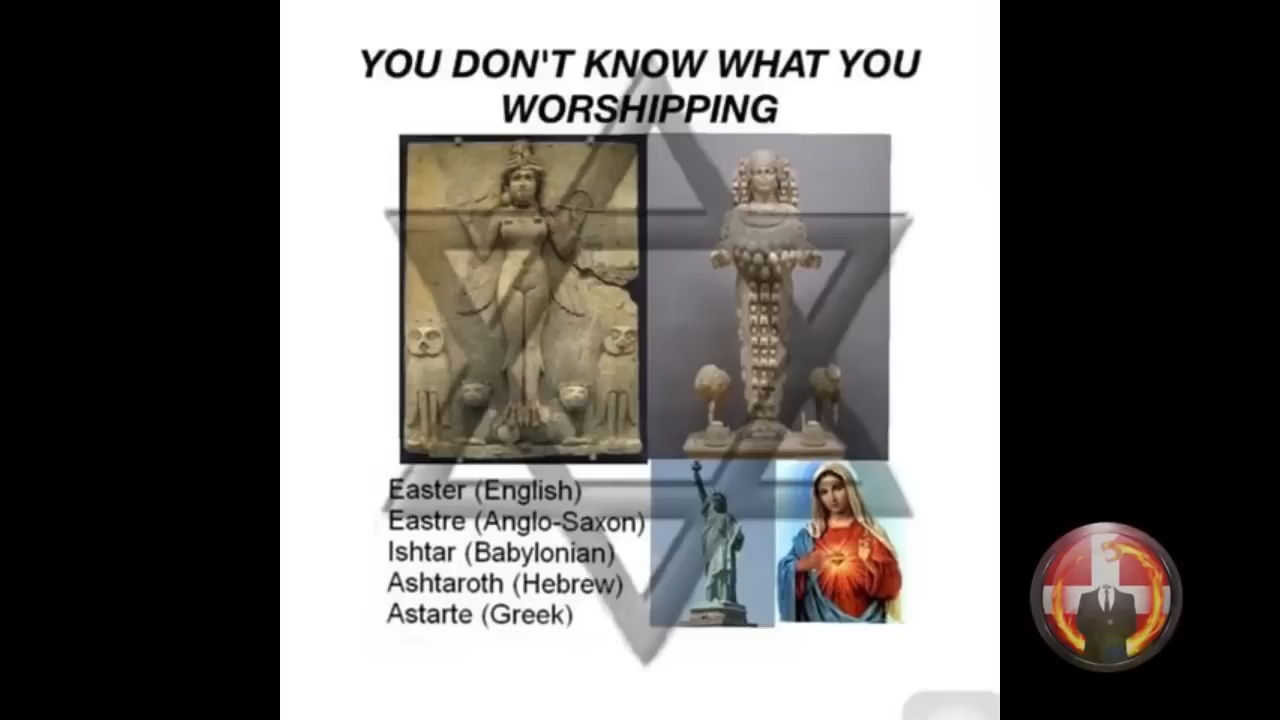 YOU DON'T KNOW WHAT YOU
WORSHIPPING
Easter (English)
Eastre (Anglo-Saxon)
Ishtar (Babylonian)
Ashtaroth (Hebrew)
Astarte (Greek)